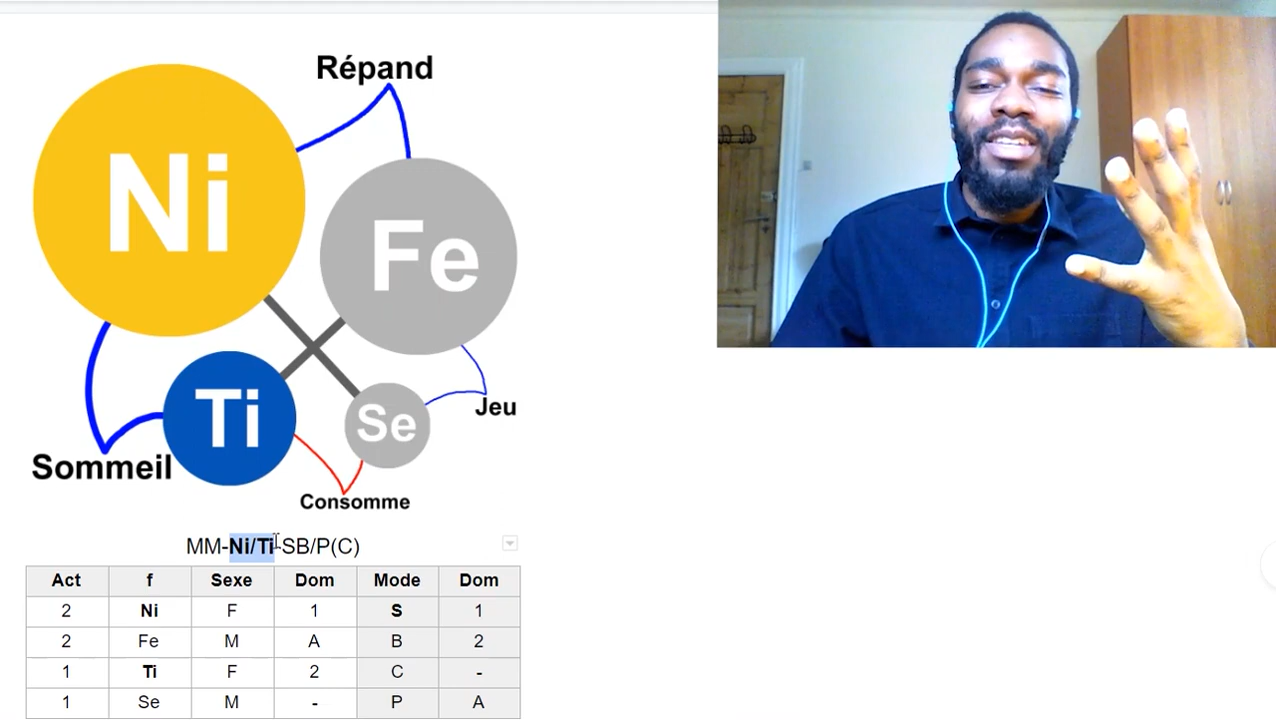 Répand
Ni
Fe
Ti
Se
Jeu
Sommeil
Consomme
MM-Ni/Ti-SB/P(C)
Act f Sexe Dom Mode Dom
2 Ni F 1 S 1
2 Fe M A B 2
1 Ti F 2 C -
1 Se M - P A